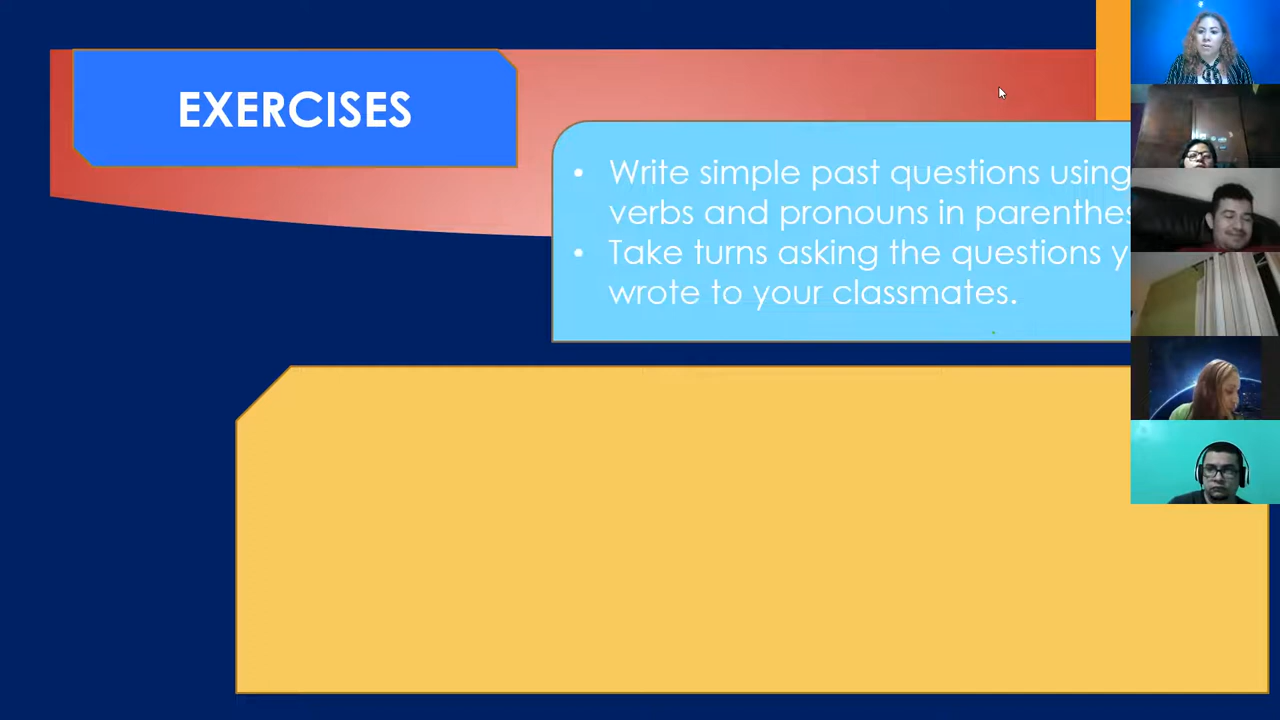 EXERCISES
• Write simple past questions using
verbs and pronouns in
• Take turns asking the questions
wrote to your classmates.